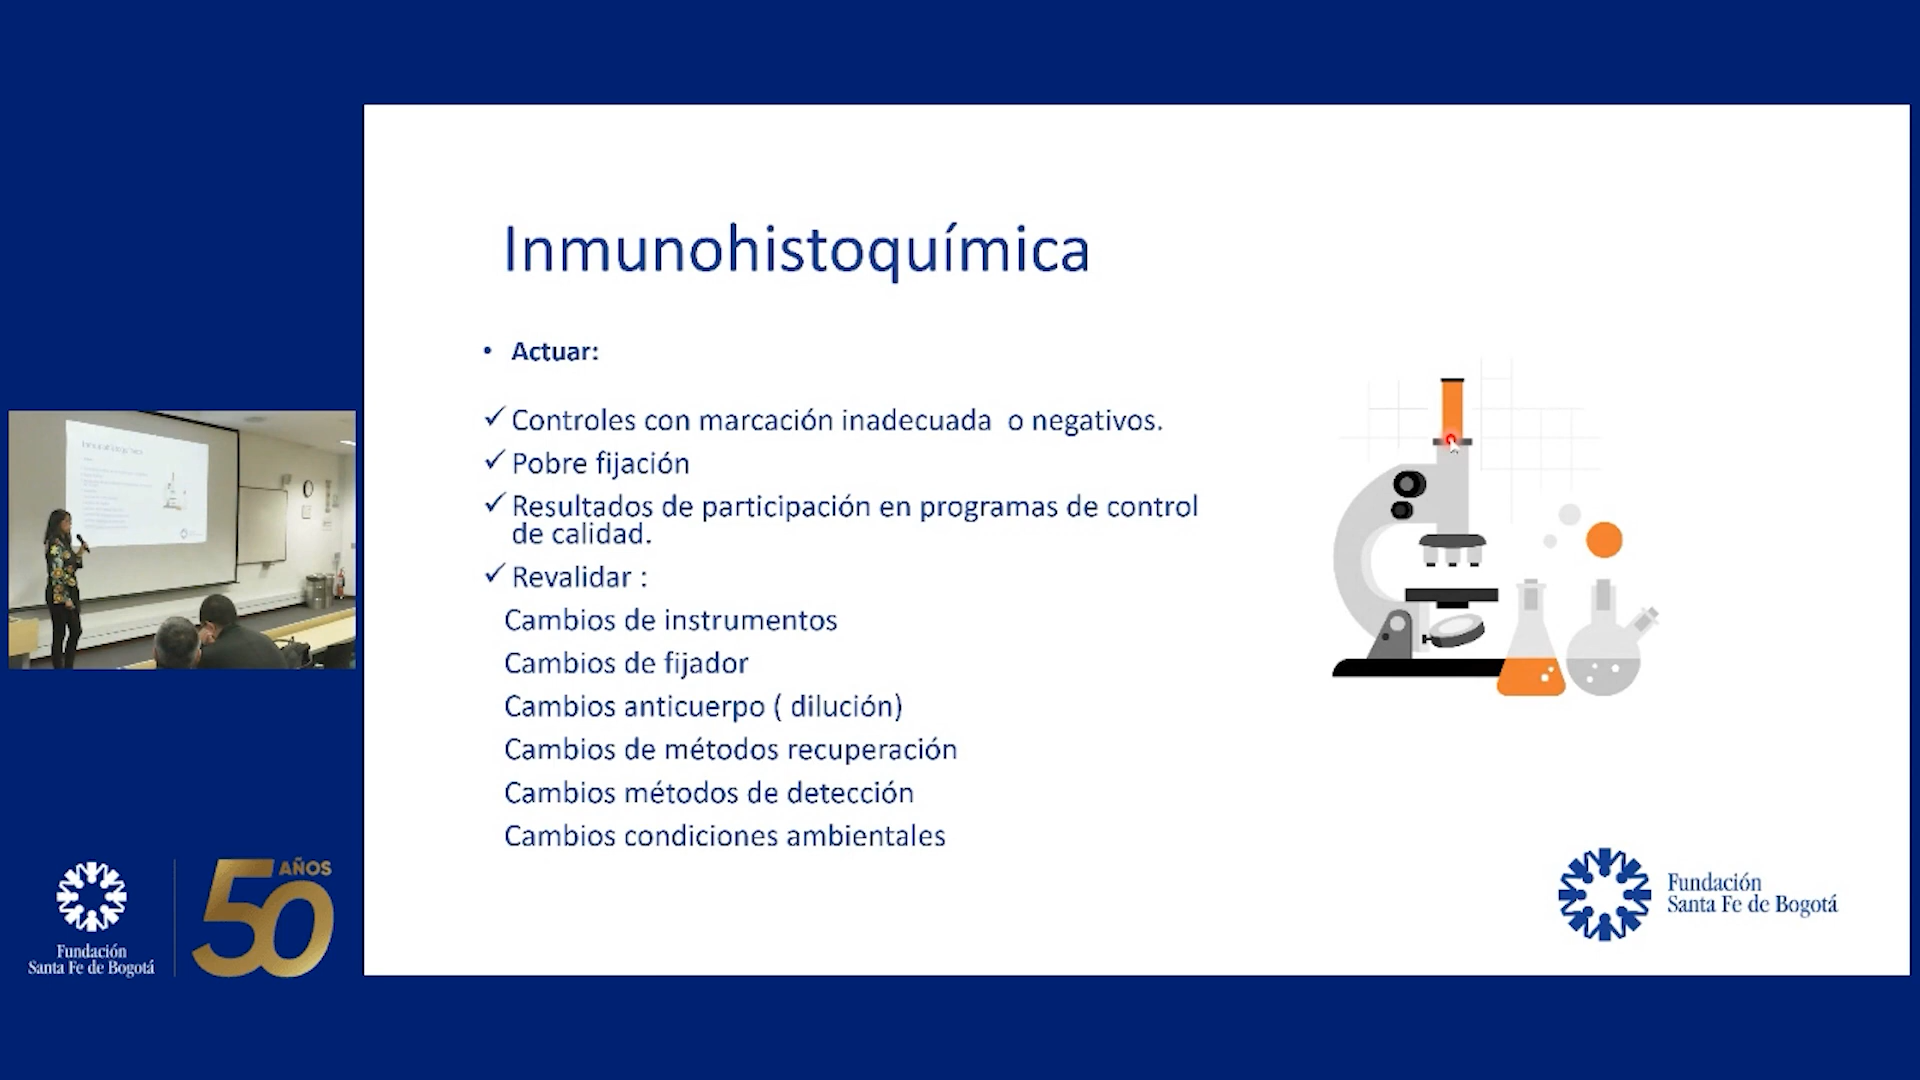 Inmunohistoquímica
• Actuar:
✓ Controles con marcación inadecuada o negativos.
✓ Pobre fijación
✓ Resultados de participación en programas de control
de calidad.
✓ Revalidar :
Cambios de instrumentos
Cambios de fijador
Cambios anticuerpo ( dilución)
Cambios de métodos recuperación
Cambios métodos de detección
Cambios condiciones ambientales
Fundación
Santa Fe de Bogotá
Fundación
Santa Fe de Bogotá
50 AÑOS